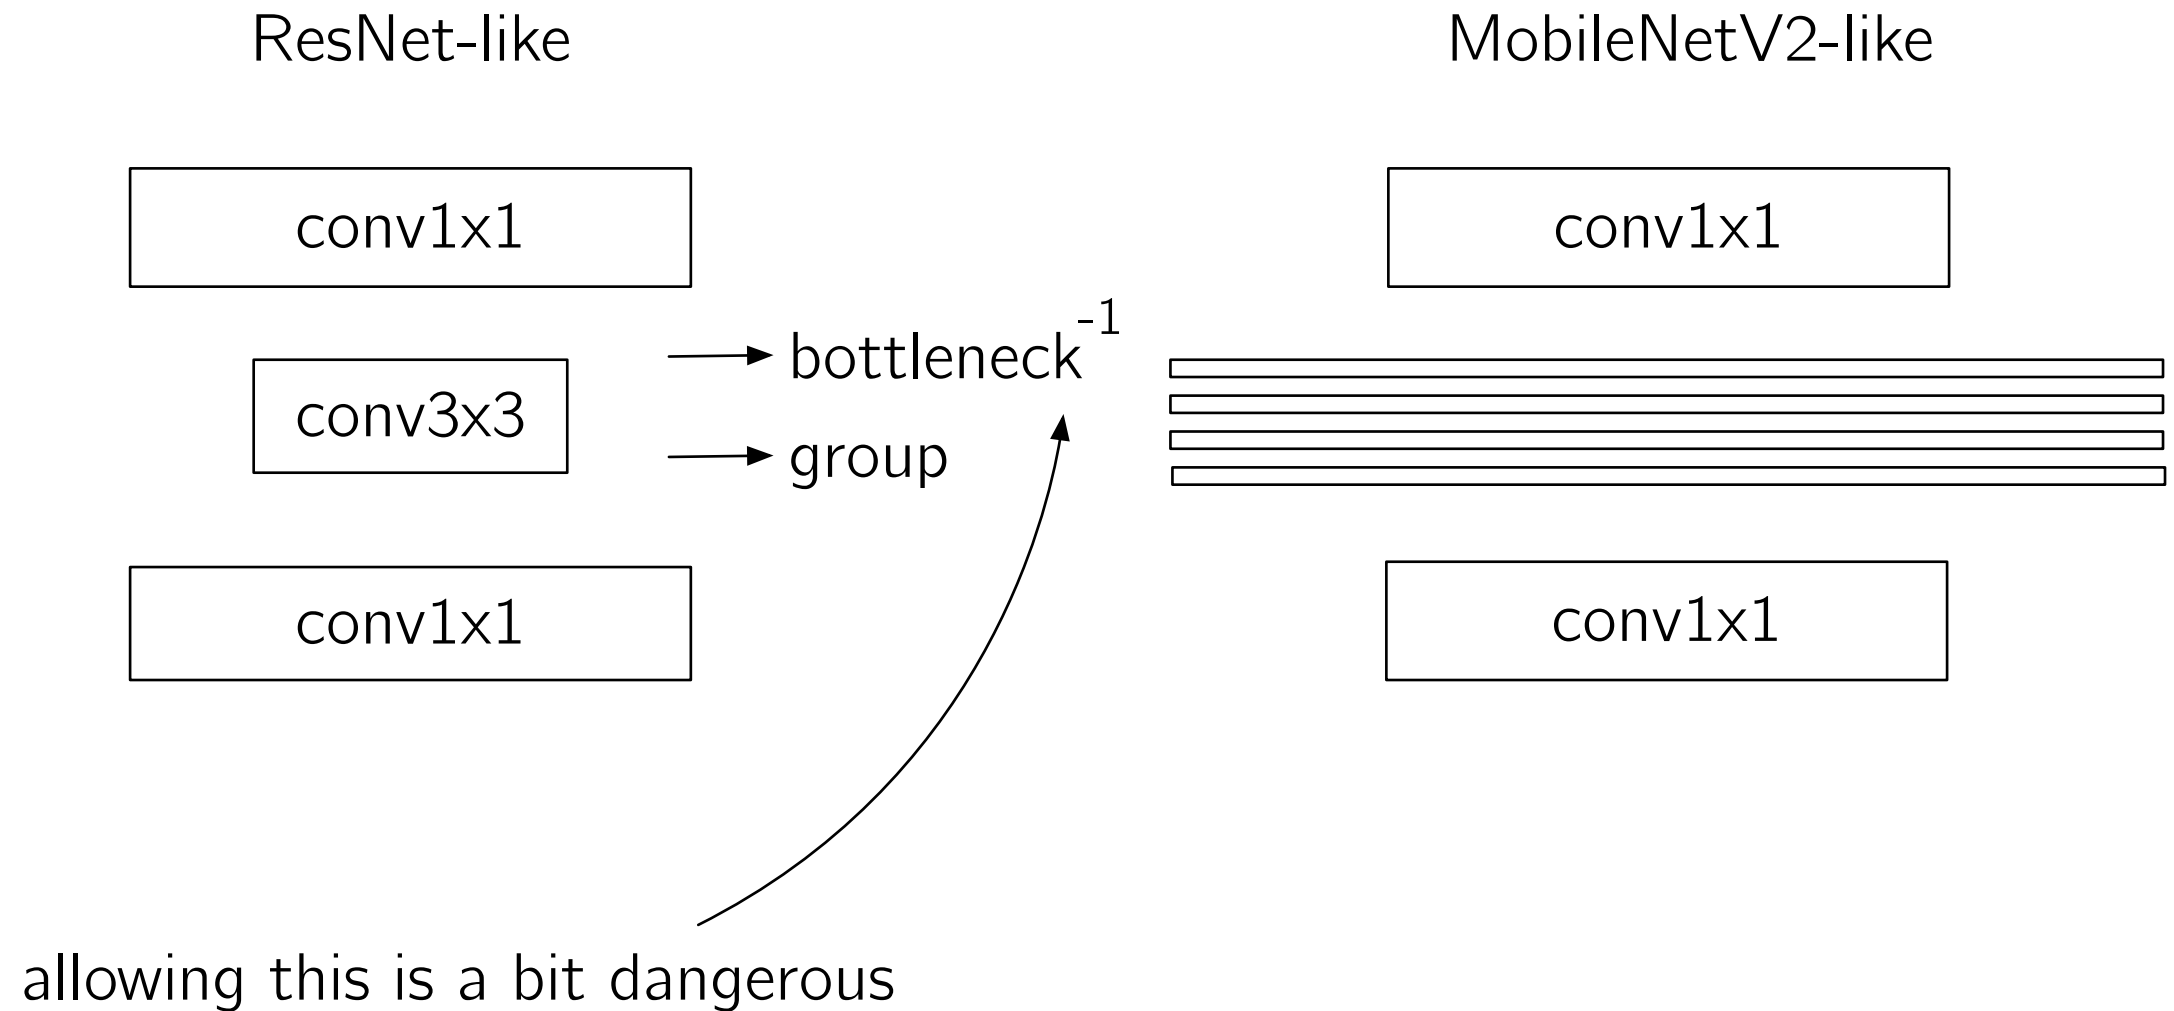 ResNet-like
MobileNetV2-like
conv1x1
conv1x1
bottleneck-1
conv3x3
group
conv1x1
conv1x1
allowing this is a bit dangerous